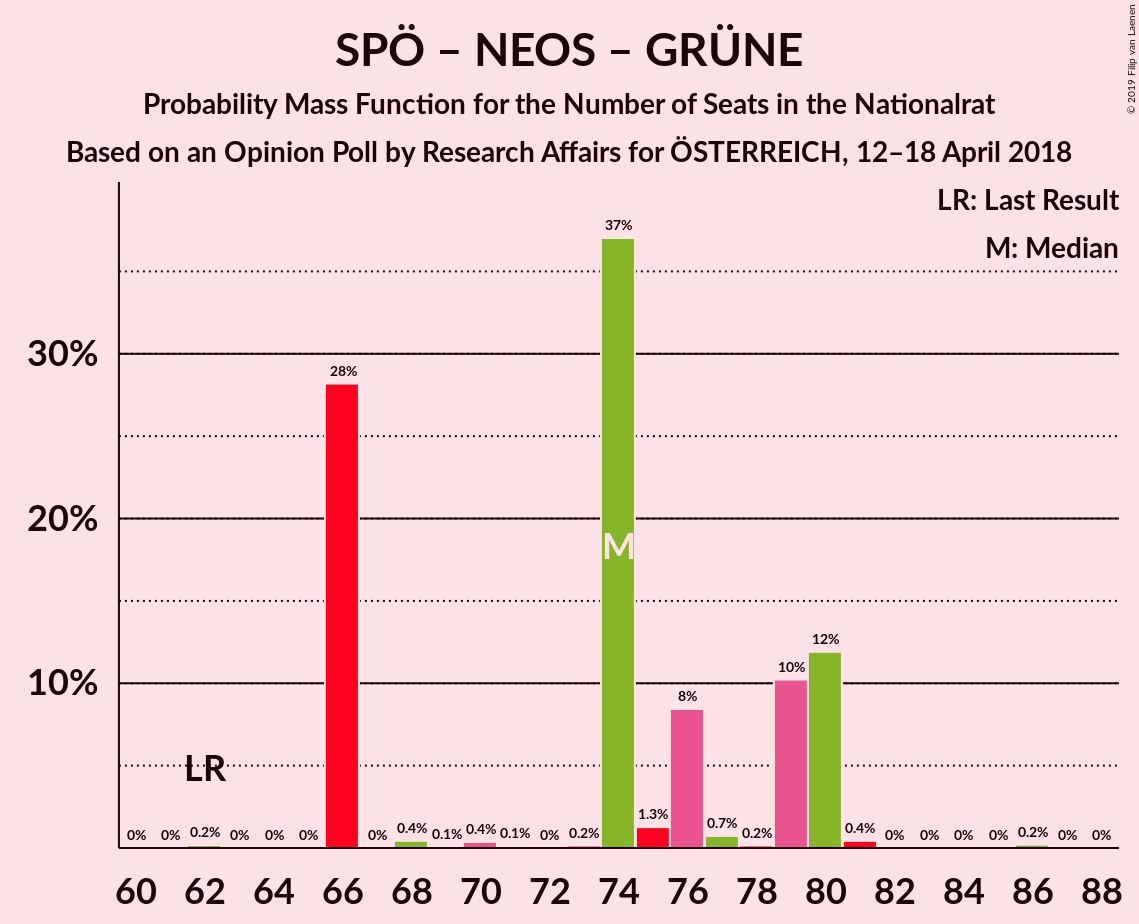 SPÖ – NEOS – GRÜNE
Probability Mass Function for the Number of Seats in the Nationalrat
Based on an Opinion Poll by Research Affairs for ÖSTERREICH, 12–18 April 2018
© 2019 Filip van Laenen
LR: Last Result
M: Median
37%
30%
28%
20%
M
12%
10%
10%
8%
LR
1.3%
0% 0% 0.2% 0% 0% 0% 0% 0.4% 0.1% 0.4% 0.1% 0% 0.2% 0.7% 0.2% 0.4% 0% 0% 0% 0% 0.2% 0% 0%
60 62 64 66 68 70 72 74 76 78 80 82 84 86 88